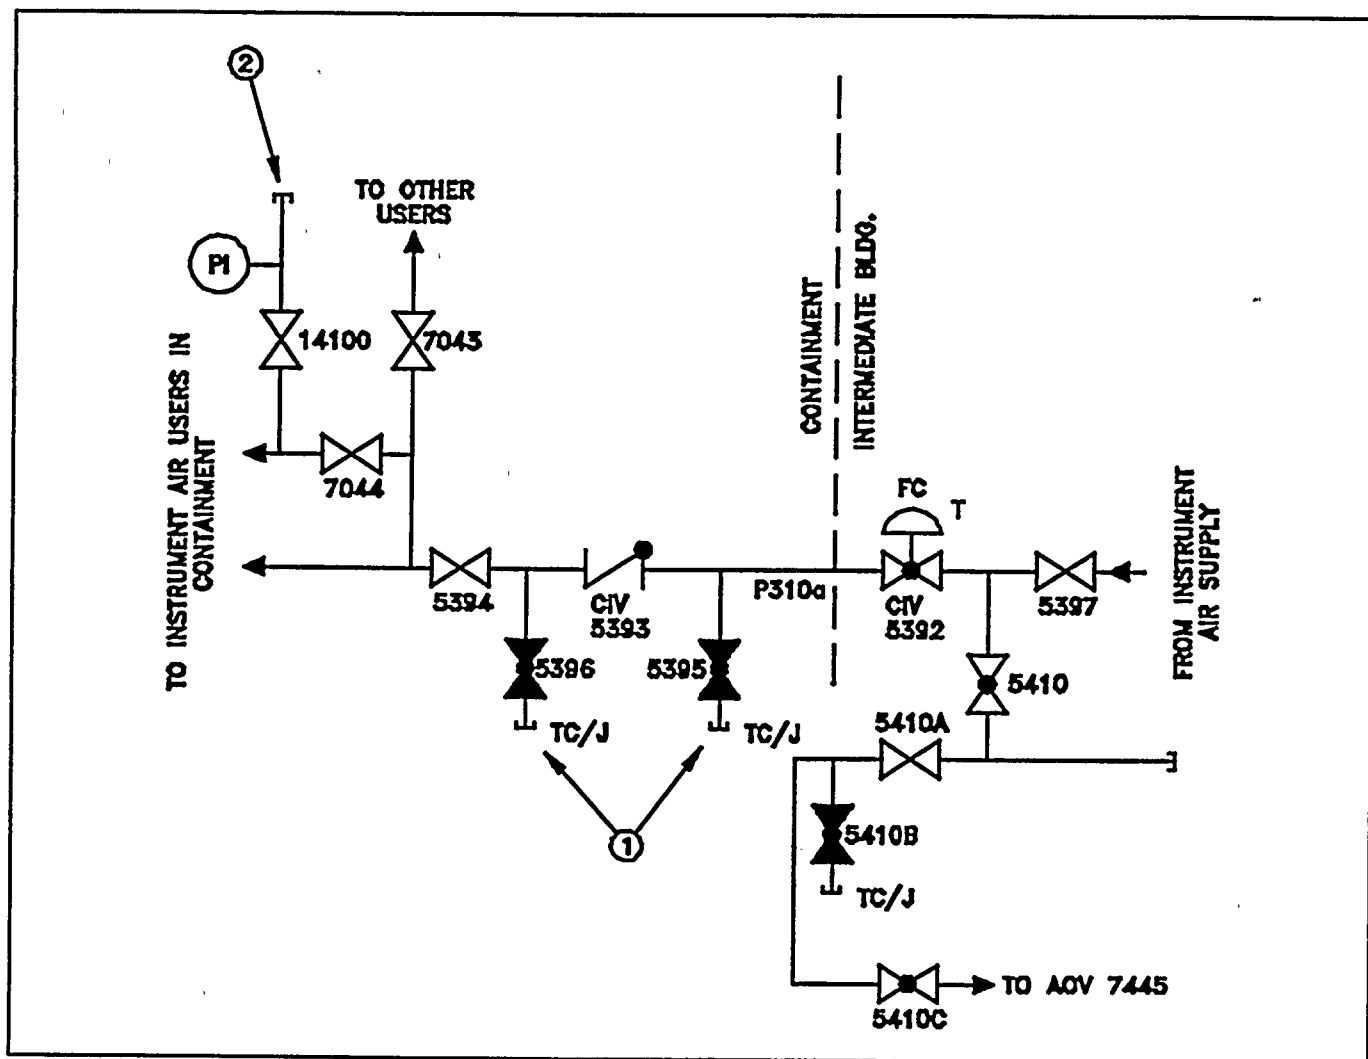 2
TO OTHER
USERS
PI
14100
7043
TO INSTRUMENT AIR USERS IN
CONTAINMENT
7044
CONTAINMENT
INTERMEDIATE BLDG.
FC
T
FROM INSTRUMENT
AIR SUPPLY
5394
CIV
5393
P310a
CIV
5392
5397
5396
5395
5410
TC/J
TC/J
5410A
1
5410B
TC/J
TO AOV 7445
5410C